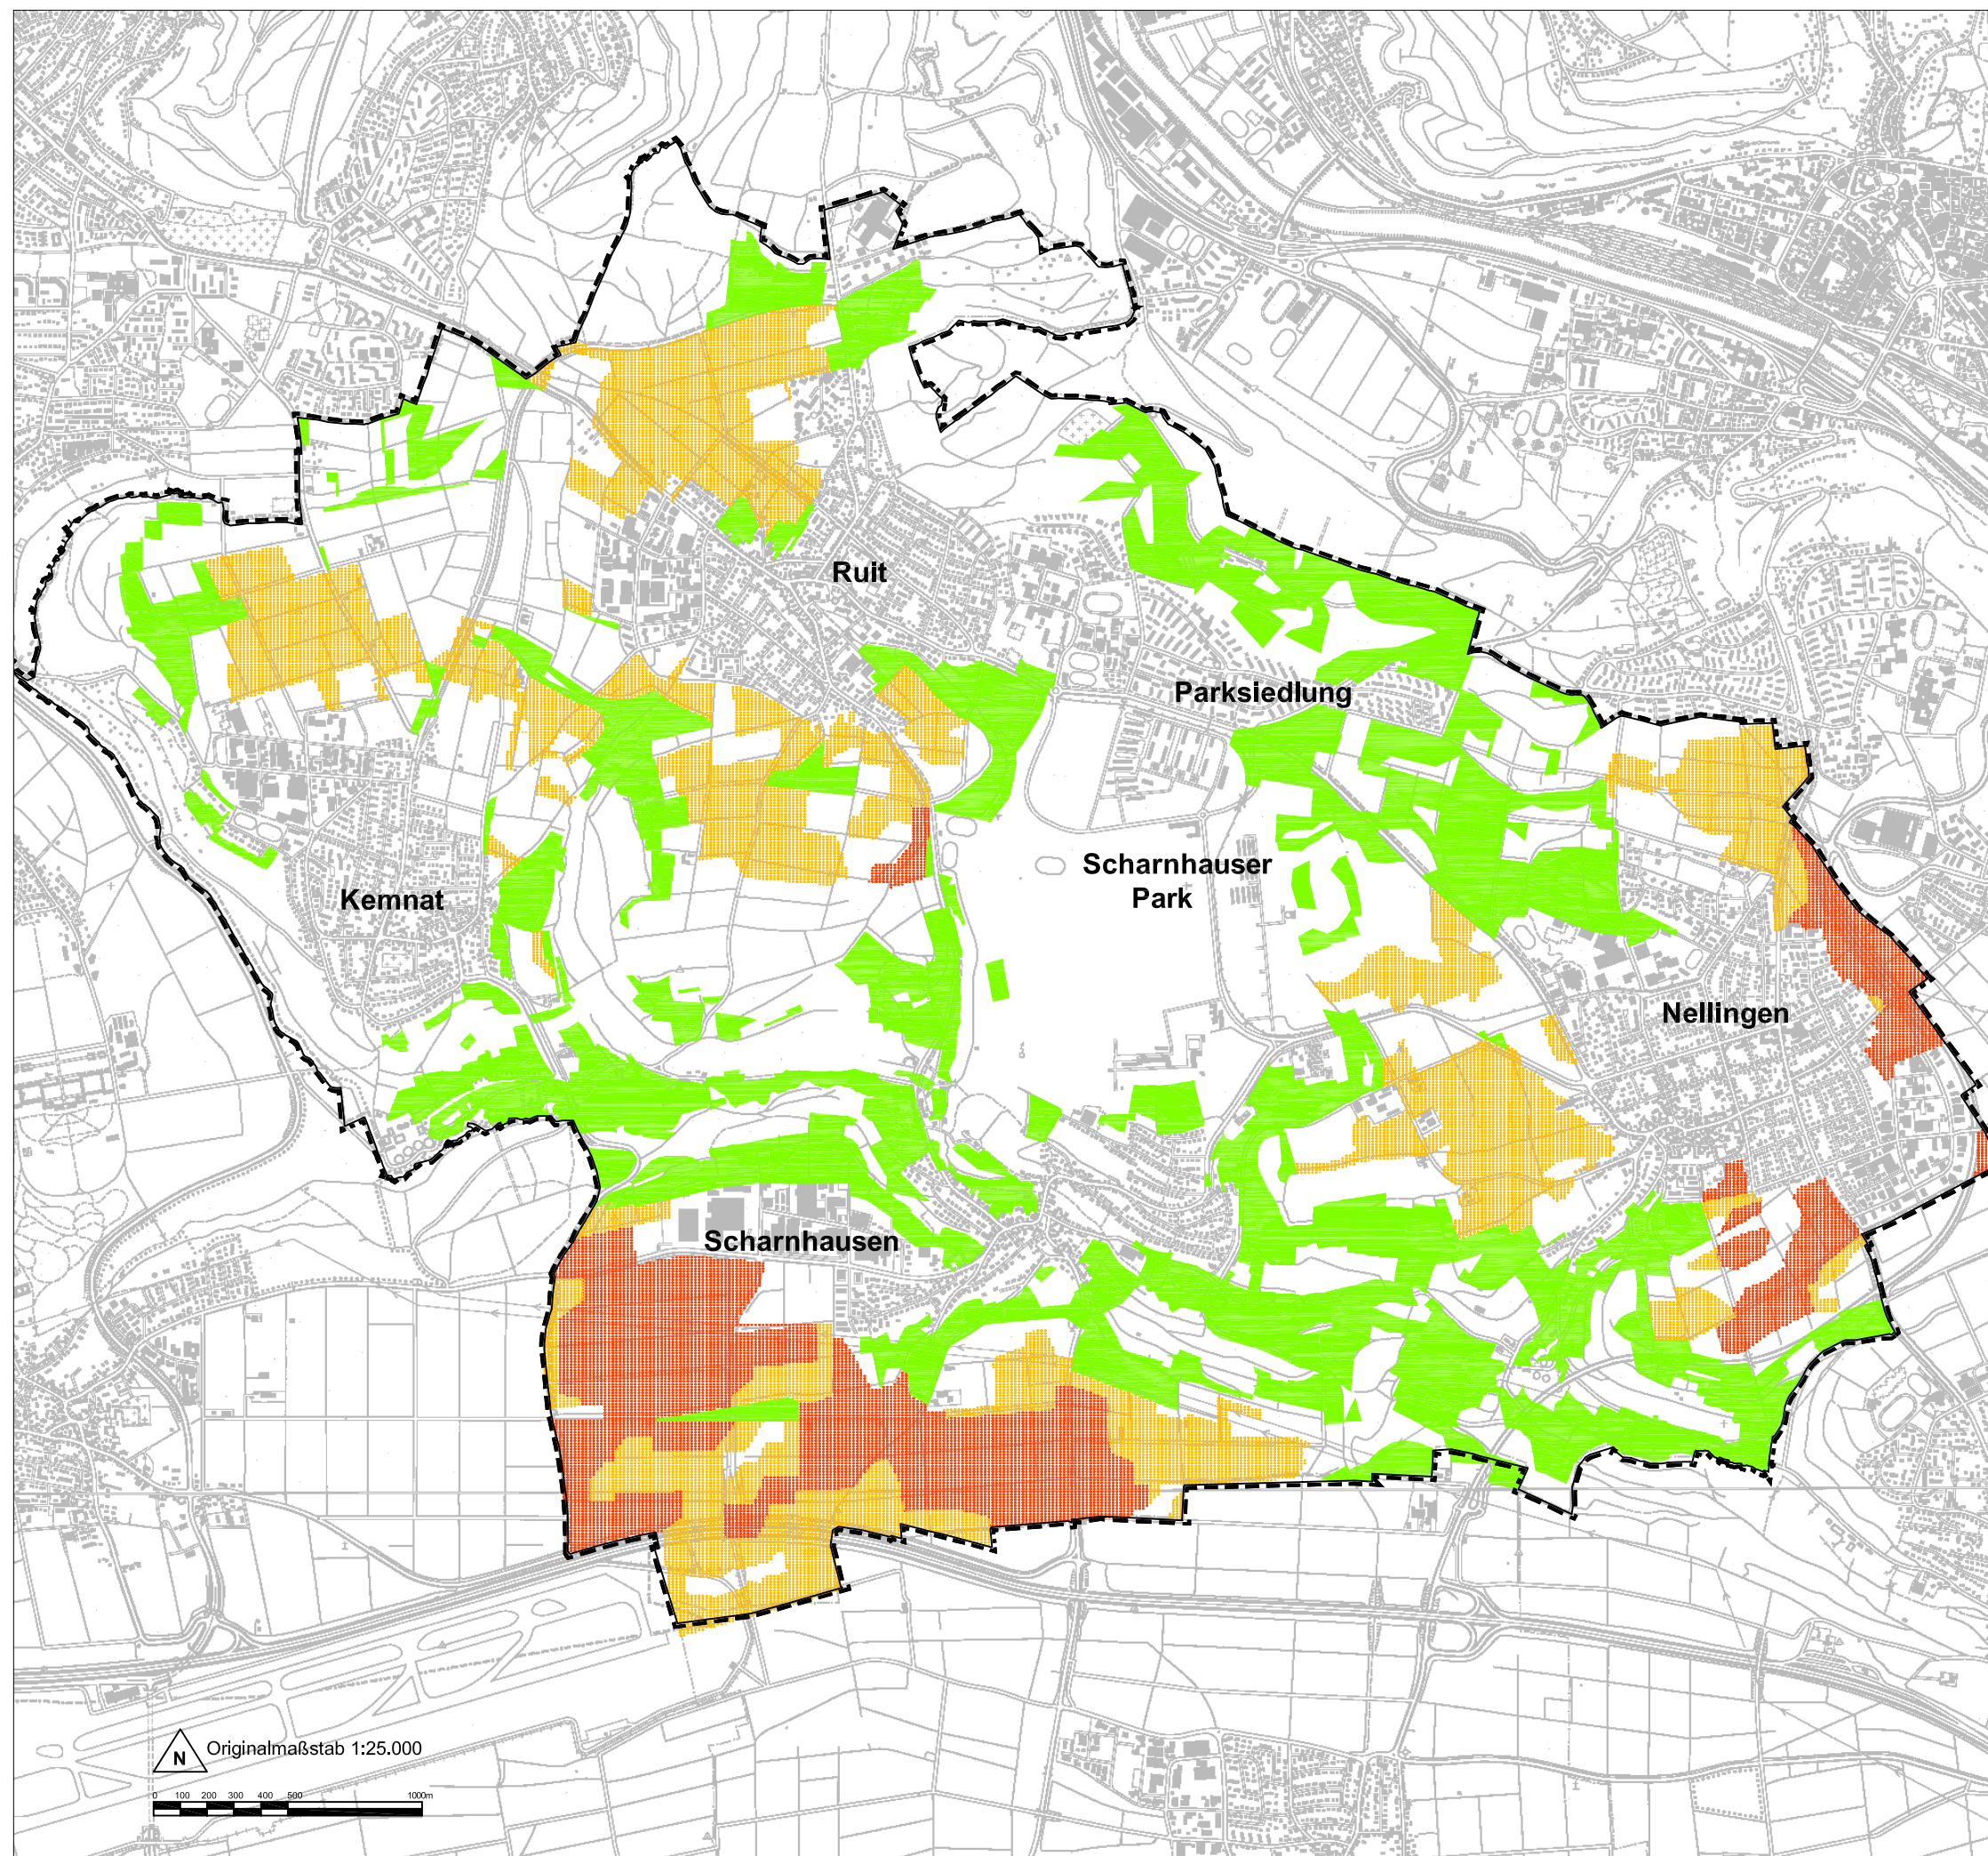 Ruit
Parksiedlung
Scharnhauser
Park
Kemnat
Nellingen
Scharnhausen
N
Originalmaßstab 1:25.000
0 100 200 300 400 500 1000m